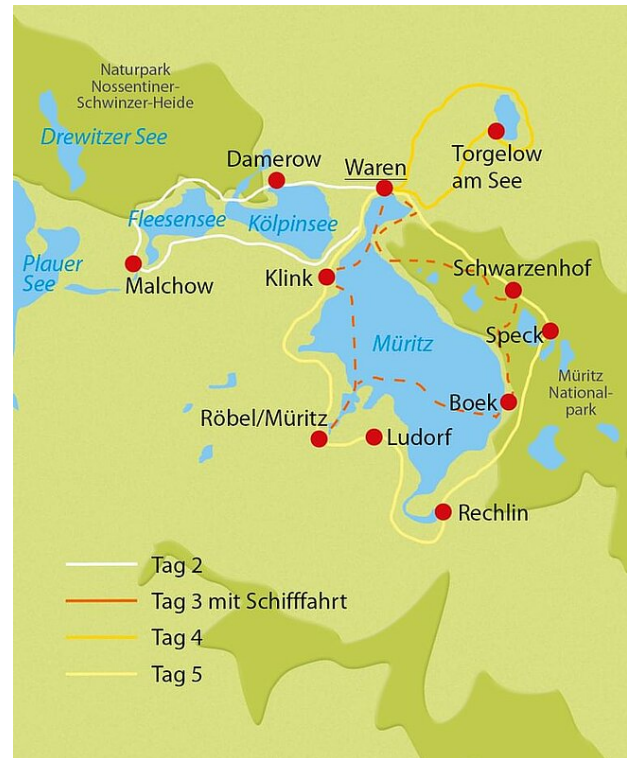 Naturpark
Nossentiner-
Schwinzer-Heide
Drewitzer See
Damerow
Waren
Torgelow
am See
Fleesensee
Kölpinsee
Plauer
See
Malchow
Klink
Schwarzenhof
Speck
Müritz
Müritz
National-
park
Boek
Röbel/Müritz
Ludorf
Rechlin
Tag 2
Tag 3 mit Schifffahrt
Tag 4
Tag 5